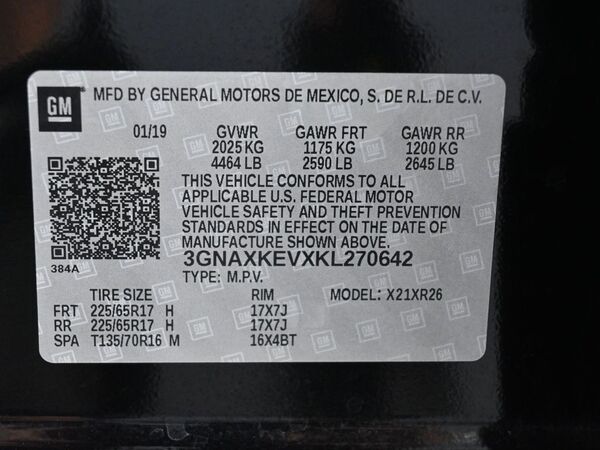 GM MFD BY GENERAL MOTORS DE MEXICO, S. DE R.L. DE C.V.
01/19 GVWR GAWR FRT GAWR RR
2025 KG 1175 KG 1200 KG
4464 LB 2590 LB 2645 LB
THIS VEHICLE CONFORMS TO ALL
APPLICABLE U.S. FEDERAL MOTOR
VEHICLE SAFETY AND THEFT PREVENTION
STANDARDS IN EFFECT ON THE DATE OF
MANUFACTURE SHOWN ABOVE.
384A 3GNAXKEVXKL270642
TYPE: M.P.V.
TIRE SIZE RIM MODEL: X21XR26
FRT 225/65R17 H 17X7J
RR 225/65R17 H 17X7J
SPA T135/70R16 M 16X4BT